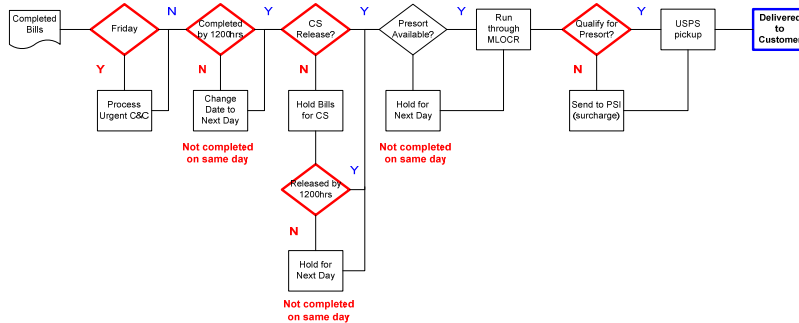 Completed
Bills
Friday
N
Y
Process
Urgent C&C
Completed
by 1200hrs
Y
N
Change
Date to
Next Day
Not completed
on same day
CS
Release?
Y
N
Hold Bills
for CS
Released by
1200hrs
Y
N
Hold for
Next Day
Not completed
on same day
Presort
Available?
Y
Hold for
Next Day
Not completed
on same day
Run
through
MLOCR
Qualify for
Presort?
Y
N
Send to PSI
(surcharge)
USPS
pickup
Delivered
to
Customer